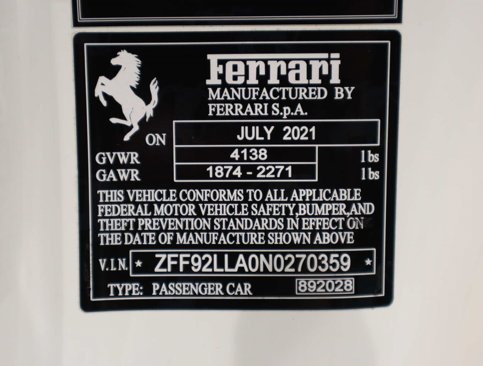 Ferrari
MANUFACTURED BY
FERRARI S.p.A.
ON JULY 2021
GVWR 4138 lbs
GAWR 1874 - 2271 lbs
THIS VEHICLE CONFORMS TO ALL APPLICABLE
FEDERAL MOTOR VEHICLE SAFETY,BUMPER,AND
THEFT PREVENTION STANDARDS IN EFFECT ON
THE DATE OF MANUFACTURE SHOWN ABOVE
V.I.N. * ZFF92LLA0N0270359 *
TYPE: PASSENGER CAR 892028